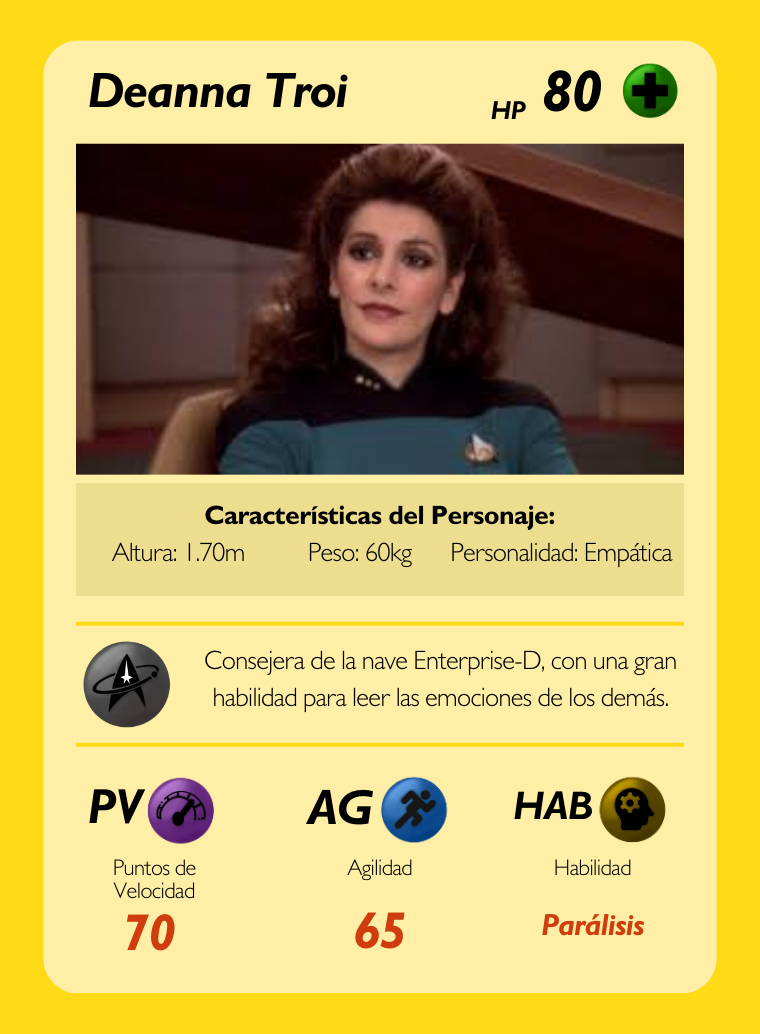 Deanna Troi
HP 80
Características del Personaje:
Altura: 1.70m Peso: 60kg Personalidad: Empática
Consejera de la nave Enterprise-D, con una gran
habilidad para leer las emociones de los demás.
PV AG HAB
Puntos de
Velocidad
Agilidad
Habilidad
70
65
Parálisis